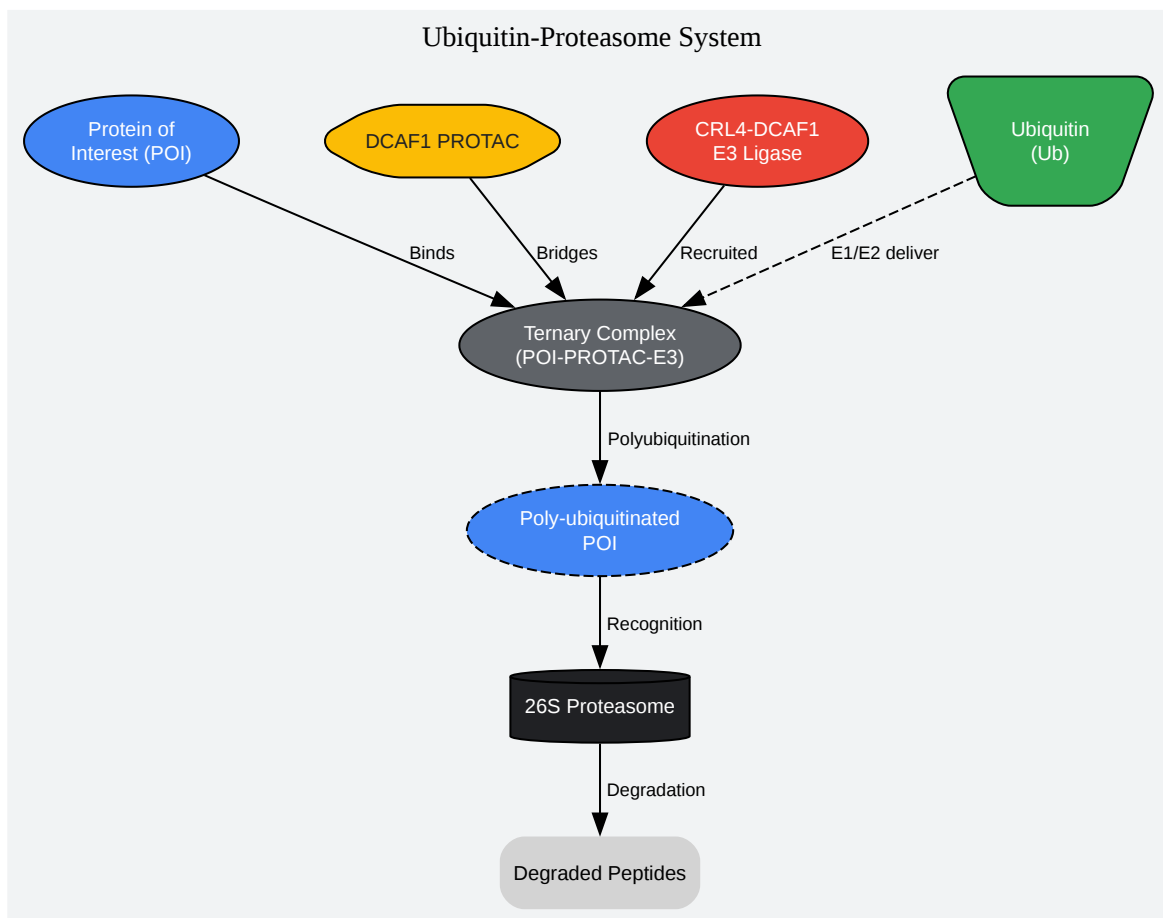 Ubiquitin-Proteasome System
Protein of
Interest (POI)
DCAF1 PROTAC
CRL4-DCAF1
E3 Ligase
Ubiquitin
(Ub)
Binds
Bridges
Recruited
E1/E2 deliver
Ternary Complex
(POI-PROTAC-E3)
Polyubiquitination
Poly-ubiquitinated
POI
Recognition
26S Proteasome
Degradation
Degraded Peptides